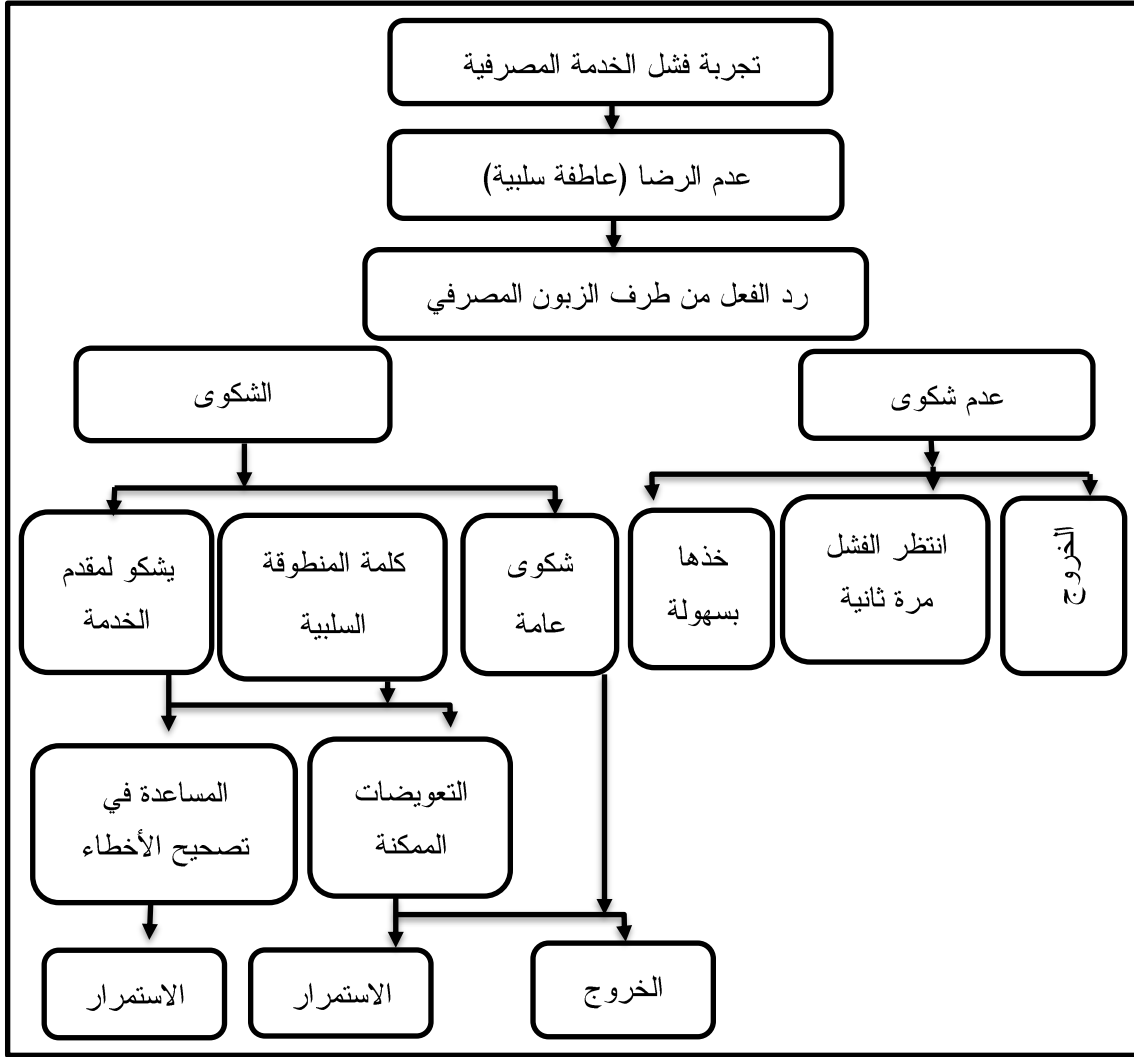 تجربة فشل الخدمة المصرفية
عدم الرضا (عاطفة سلبية)
رد الفعل من طرف الزبون المصرفي
عدم شكوى
الشكوى
الخروج
انتظر الفشل
مرة ثانية
خذها
بسهولة
شكوى
عامة
كلمة المنطوقة
السلبية
يشكو لمقدم
الخدمة
التعويضات
الممكنة
المساعدة في
تصحيح الأخطاء
الخروج
الاستمرار
الاستمرار